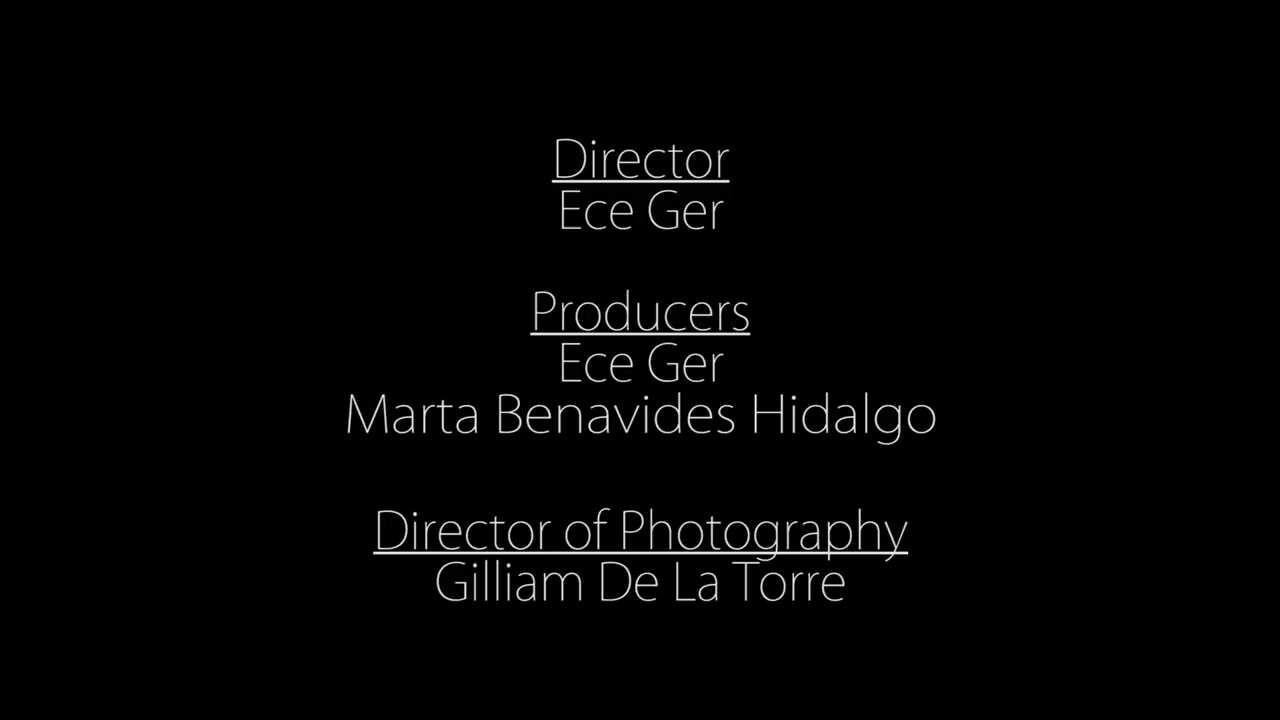 Director
Ece Ger
Producers
Ece Ger
Marta Benavides Hidalgo
Director of Photography
Gilliam De La Torre